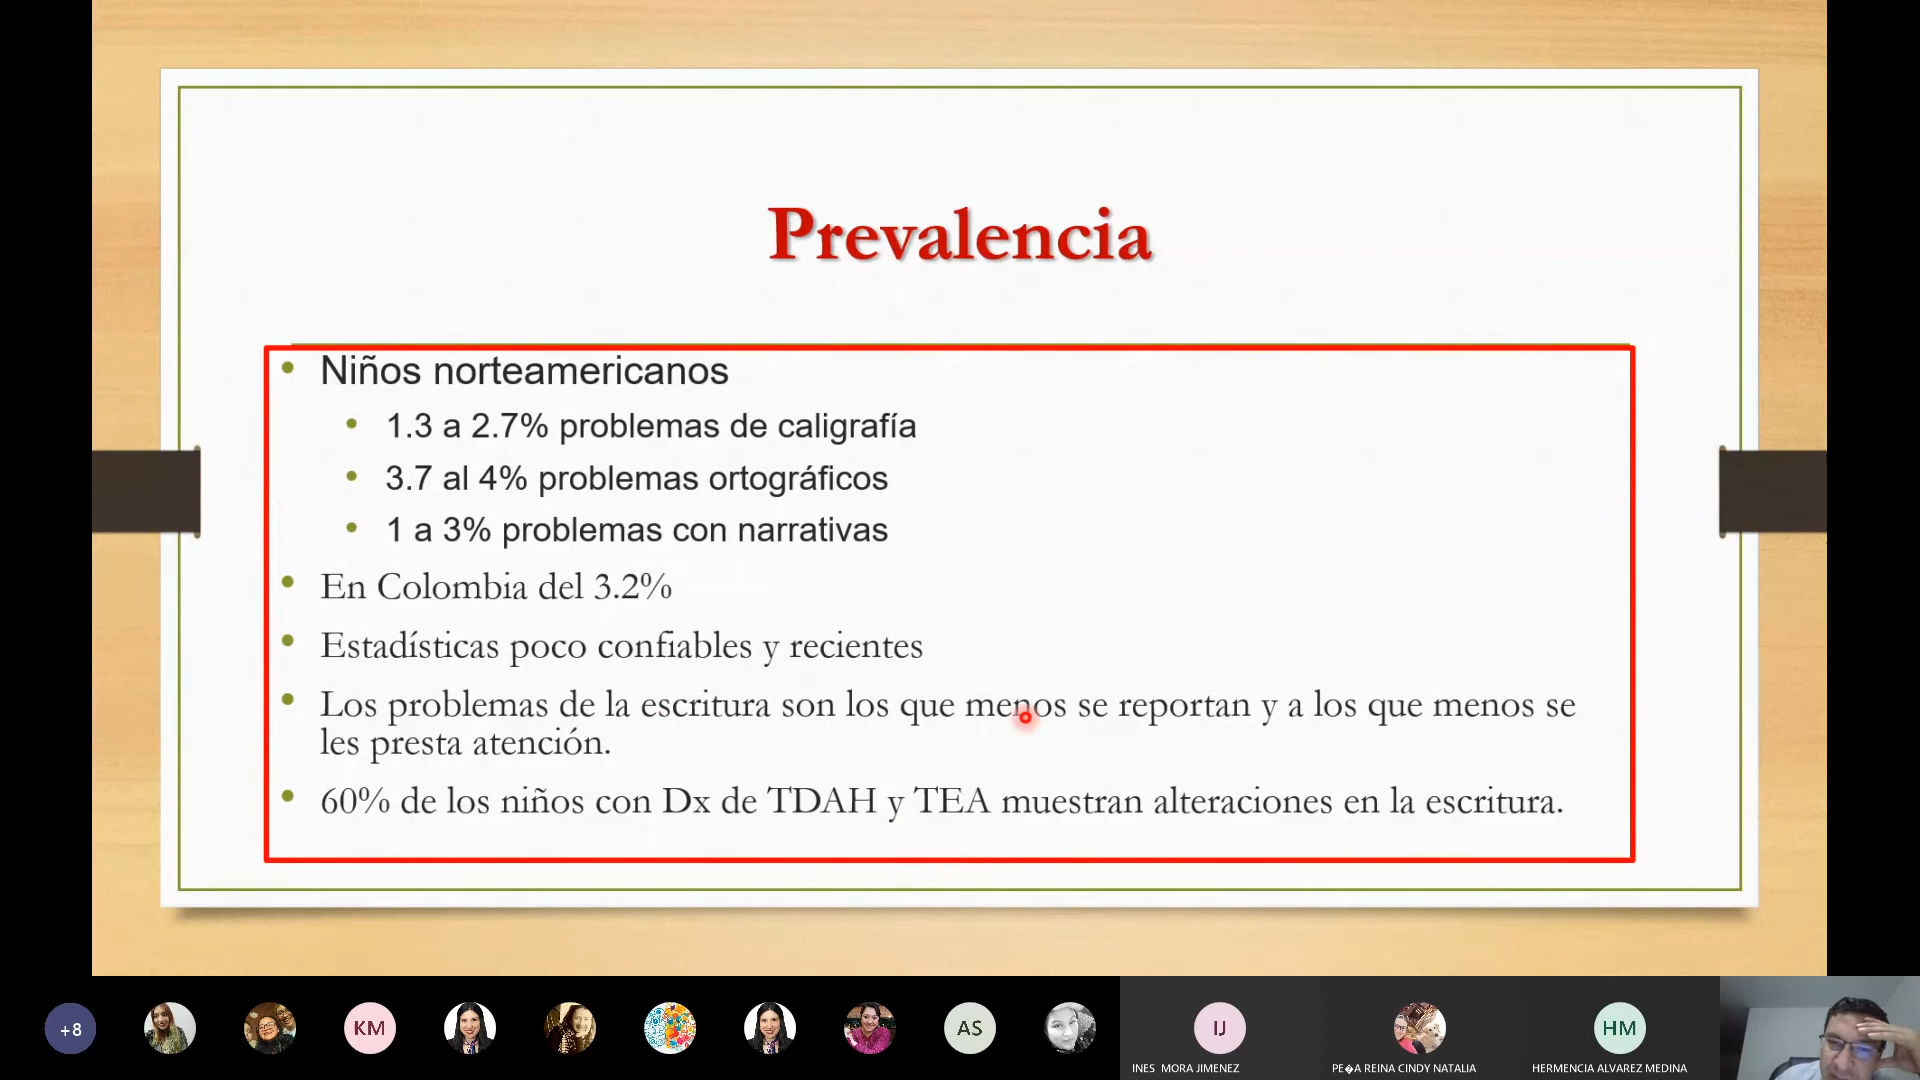 Prevalencia
Niños norteamericanos
1.3 a 2.7% problemas de caligrafía
3.7 al 4% problemas ortográficos
1 a 3% problemas con narrativas
En Colombia del 3.2%
Estadísticas poco confiables y recientes
Los problemas de la escritura son los que menos se reportan y a los que menos se
les presta atención.
60% de los niños con Dx de TDAH y TEA muestran alteraciones en la escritura.
+8
KM
AS
IJ
HM
INES MORA JIMENEZ
PE�A REINA CINDY NATALIA
HERMENCIA ALVAREZ MEDINA